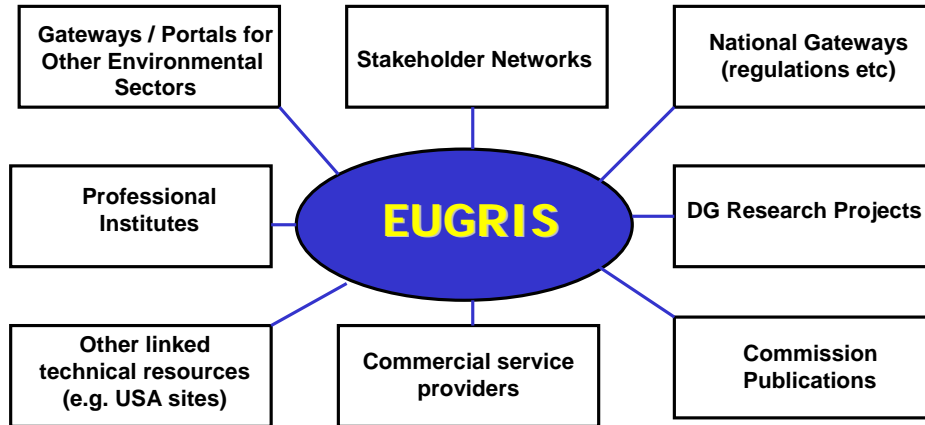 Gateways / Portals for
Other Environmental
Sectors
Stakeholder Networks
National Gateways
(regulations etc)
Professional
Institutes
EUGRIS
DG Research Projects
Other linked
technical resources
(e.g. USA sites)
Commercial service
providers
Commission
Publications